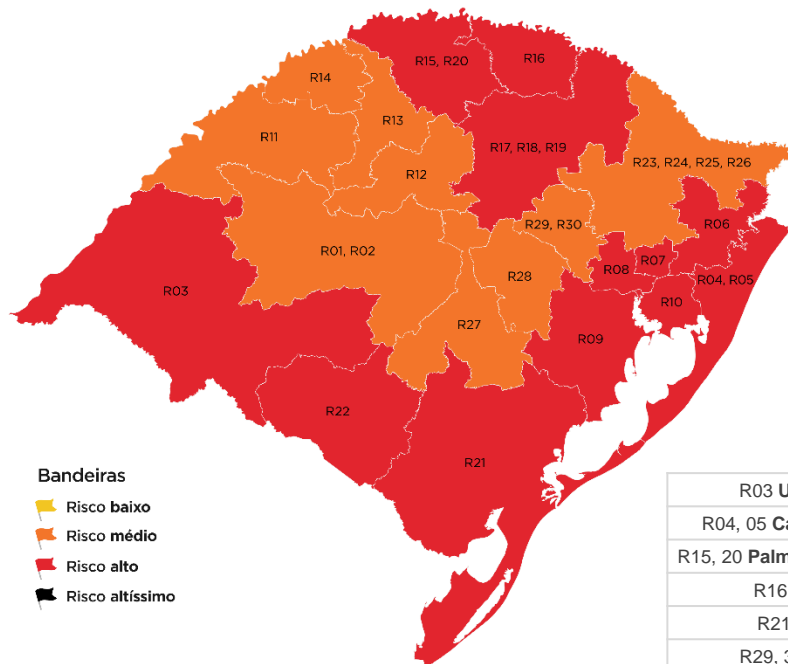 R15, R20
R16
R14
R13
R11
R17, R18, R19
R23, R24, R25, R26
R12
R29, R30
R06
R01, R02
R07
R08
R28
R04, R05
R03
R10
R27
R09
R22
R21
Bandeiras
Risco baixo
Risco médio
Risco alto
Risco altíssimo
R03
R04, 05
R15, 20
R16
R21
R29,